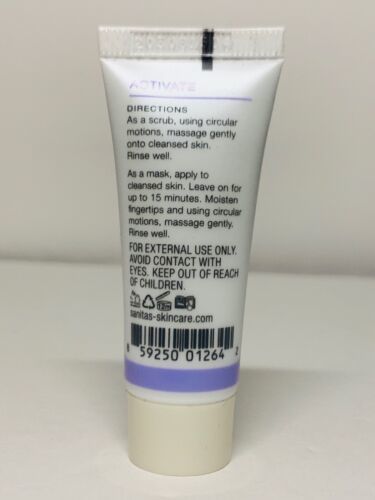 ACTIVATE
DIRECTIONS
As a scrub, using circular
motions, massage gently
onto cleansed skin.
Rinse well.
As a mask, apply to
cleansed skin. Leave on for
up to 15 minutes. Moisten
fingertips and using circular
motions, massage gently.
Rinse well.
FOR EXTERNAL USE ONLY.
AVOID CONTACT WITH
EYES. KEEP OUT OF REACH
OF CHILDREN.
sanitas-skincare.com
8 59250 01264 2